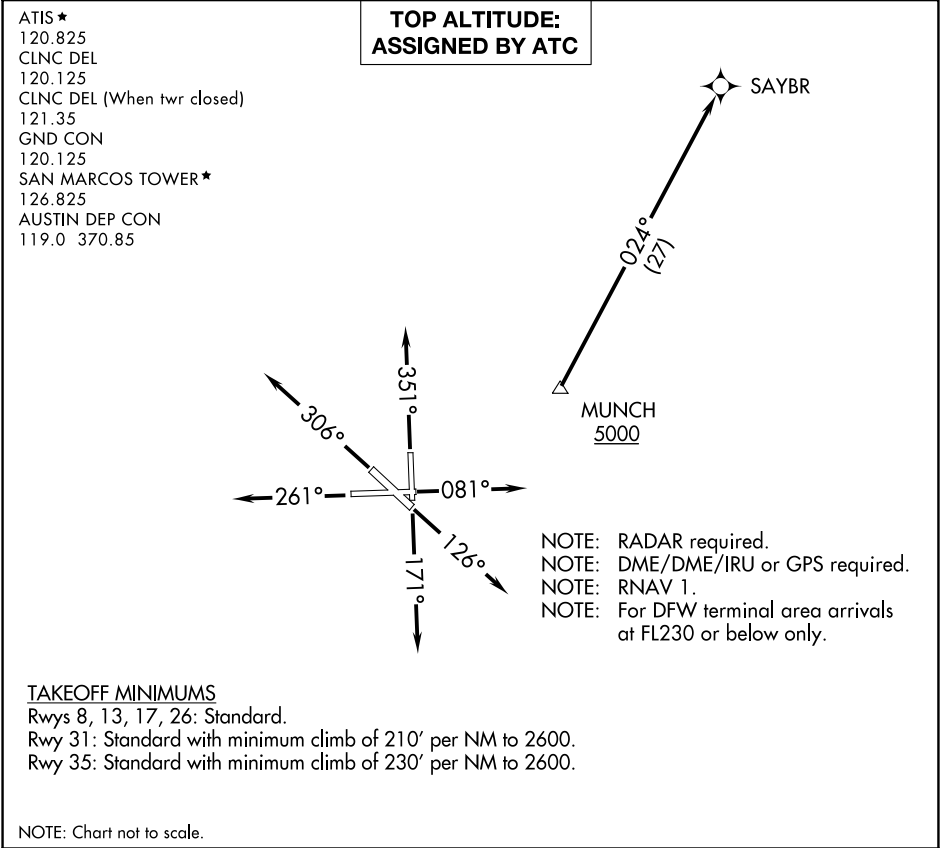 ATIS ★
120.825
CLNC DEL
120.125
CLNC DEL (When twr closed)
121.35
GND CON
120.125
SAN MARCOS TOWER ★
126.825
AUSTIN DEP CON
119.0 370.85
TOP ALTITUDE:
ASSIGNED BY ATC
SAYBR
024°
(27)
MUNCH
5000
351°
306°
261°
081°
126°
171°
NOTE: RADAR required.
NOTE: DME/DME/IRU or GPS required.
NOTE: RNAV 1.
NOTE: For DFW terminal area arrivals
at FL230 or below only.
TAKEOFF MINIMUMS
Rwys 8, 13, 17, 26: Standard.
Rwy 31: Standard with minimum climb of 210' per NM to 2600.
Rwy 35: Standard with minimum climb of 230' per NM to 2600.
NOTE: Chart not to scale.